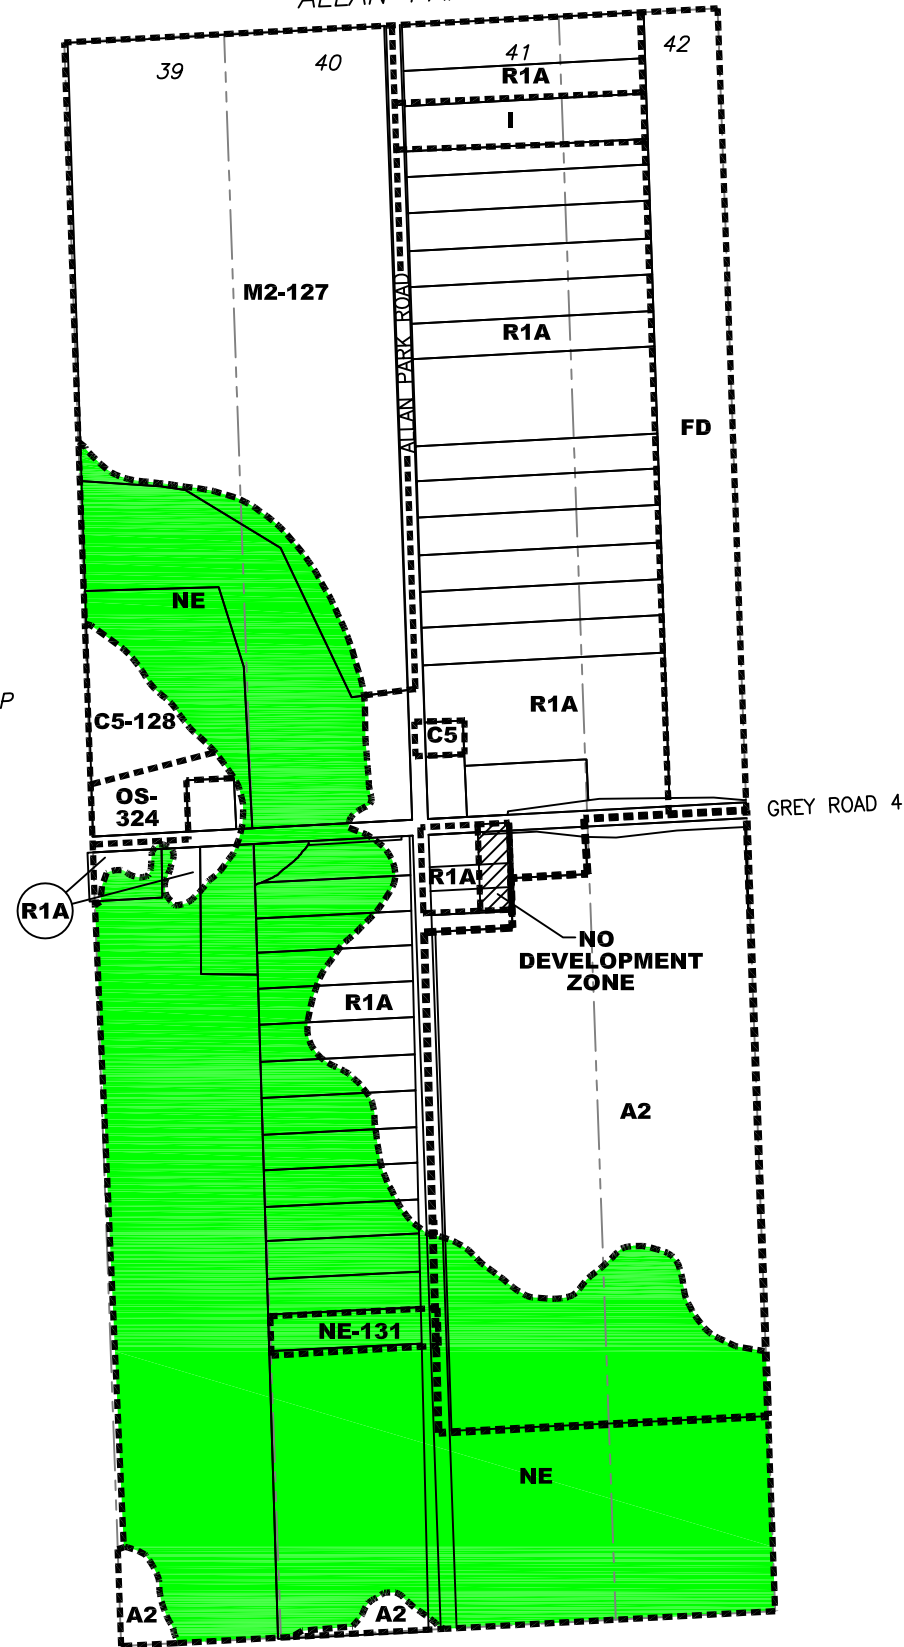 39
40
41
42
R1A
I
M2-127
ALLAN PARK ROAD
R1A
FD
NE
P
C5-128
R1A
C5
OS-
324
GREY ROAD 4
R1A
R1A
NO
DEVELOPMENT
ZONE
R1A
A2
NE-131
NE
A2
A2